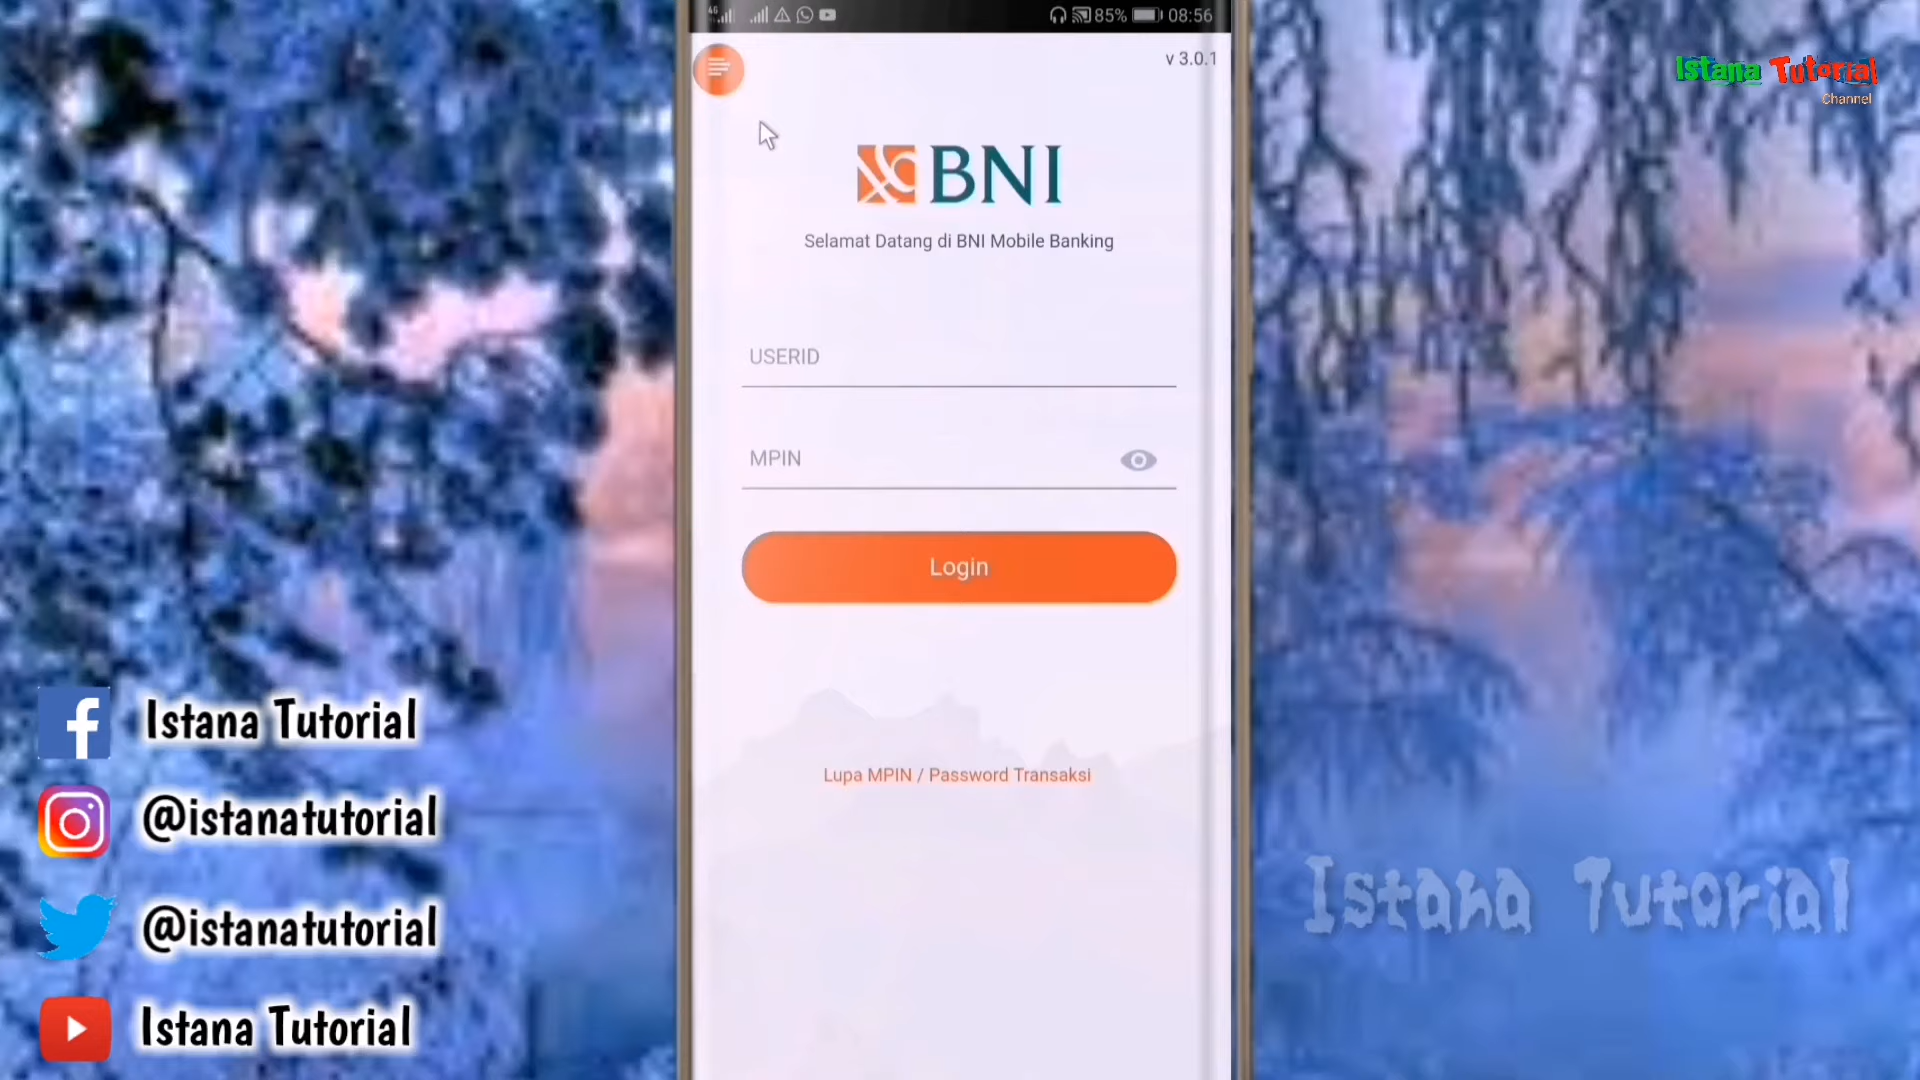 4G
85%
08:56
v 3.0.1
Istana Tutorial
Channel
BNI
Selamat Datang di BNI Mobile Banking
USERID
MPIN
Login
Lupa MPIN / Password Transaksi
Istana Tutorial
@istanatutorial
@istanatutorial
Istana Tutorial
Istana Tutorial